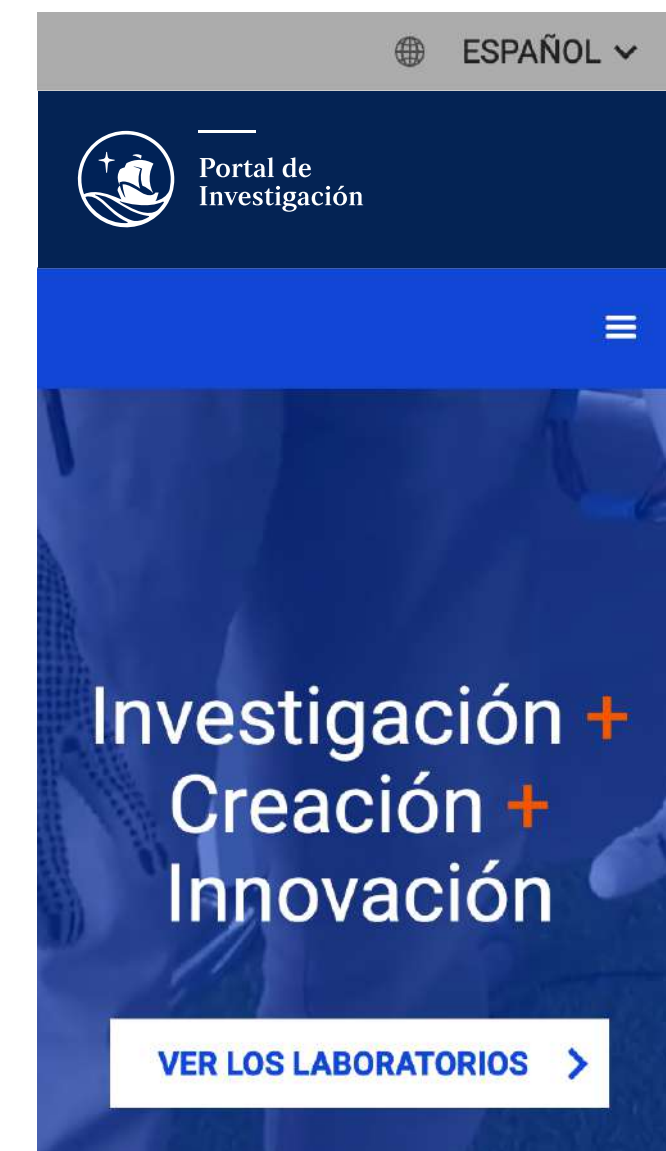 ESPAÑOL
Portal de
Investigación
Investigación +
Creación +
Innovación
VER LOS LABORATORIOS